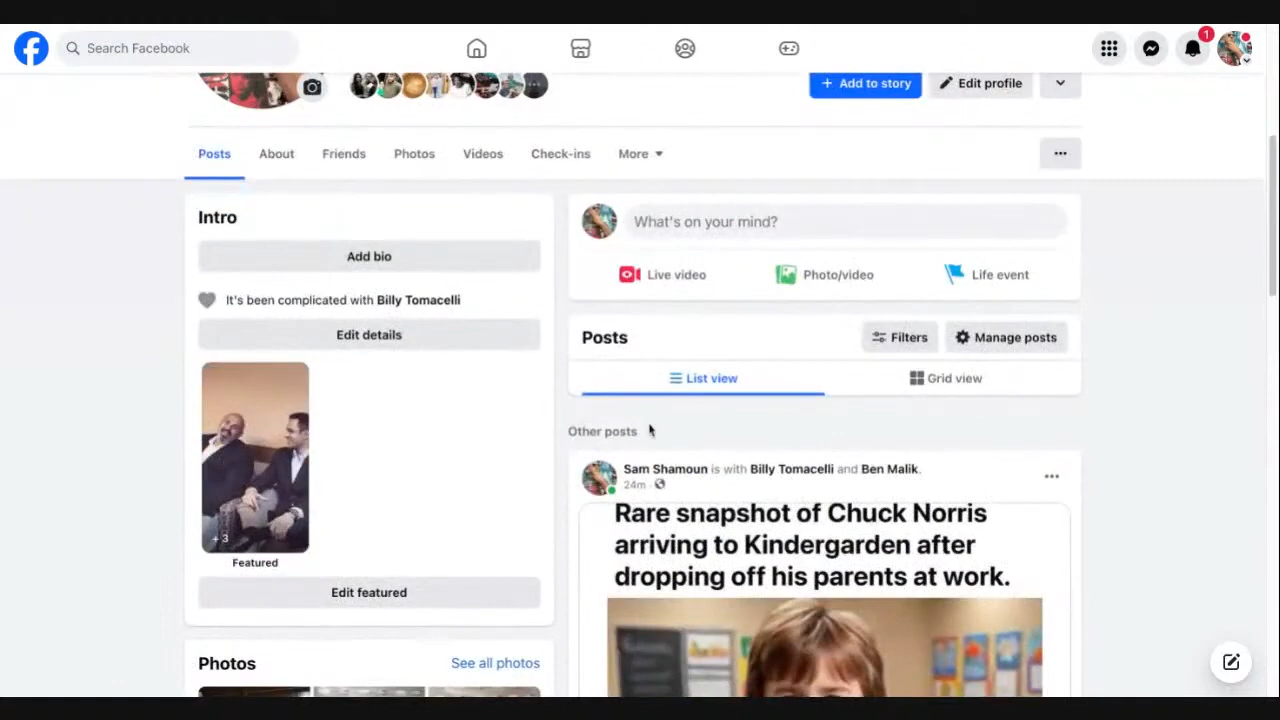 Search Facebook
1
+ Add to story
Edit profile
Posts
About
Friends
Photos
Videos
Check-ins
More
Intro
Add bio
It's been complicated with Billy Tomacelli
Edit details
+ 3
Featured
Edit featured
Photos
See all photos
What's on your mind?
Live video
Photo/video
Life event
Posts
Filters
Manage posts
List view
Grid view
Other posts
Sam Shamoun is with Billy Tomacelli and Ben Malik.
24m ·
Rare snapshot of Chuck Norris
arriving to Kindergarden after
dropping off his parents at work.